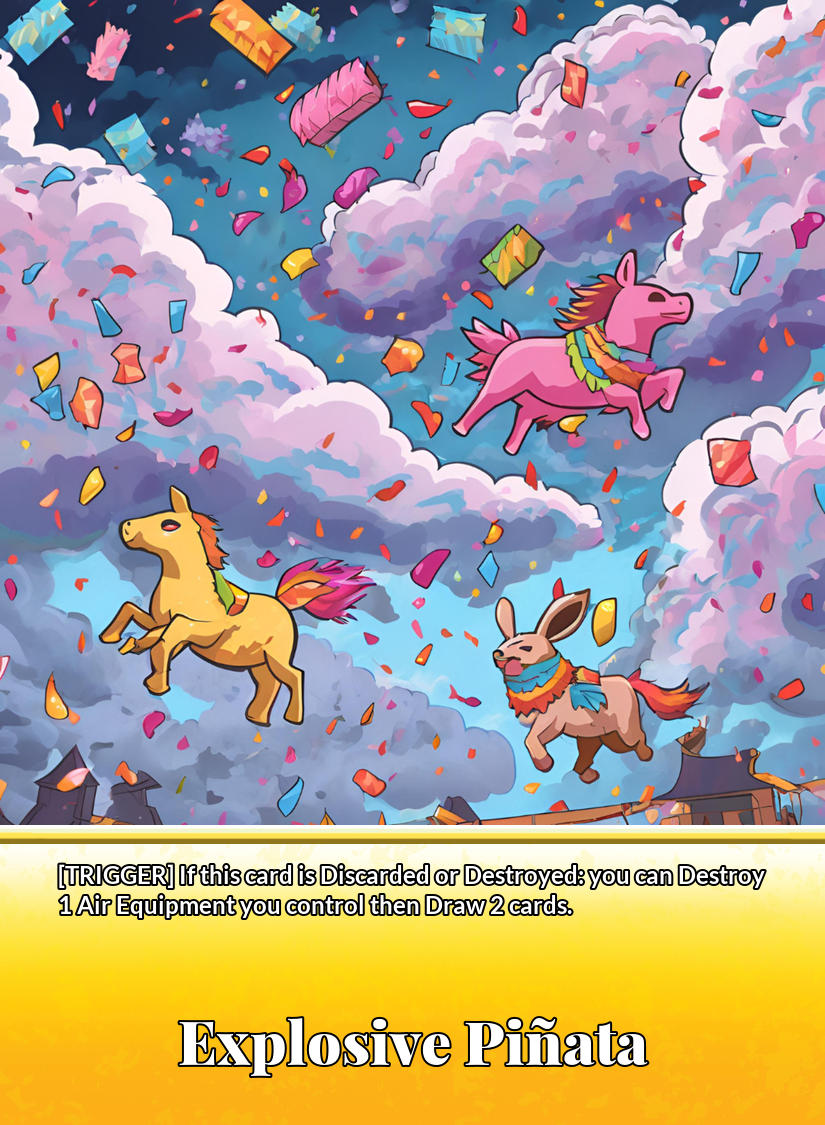 [TRIGGER] If this card is Discarded or Destroyed: you can Destroy
1 Air Equipment you control then Draw 2 cards.
Explosive Piñata